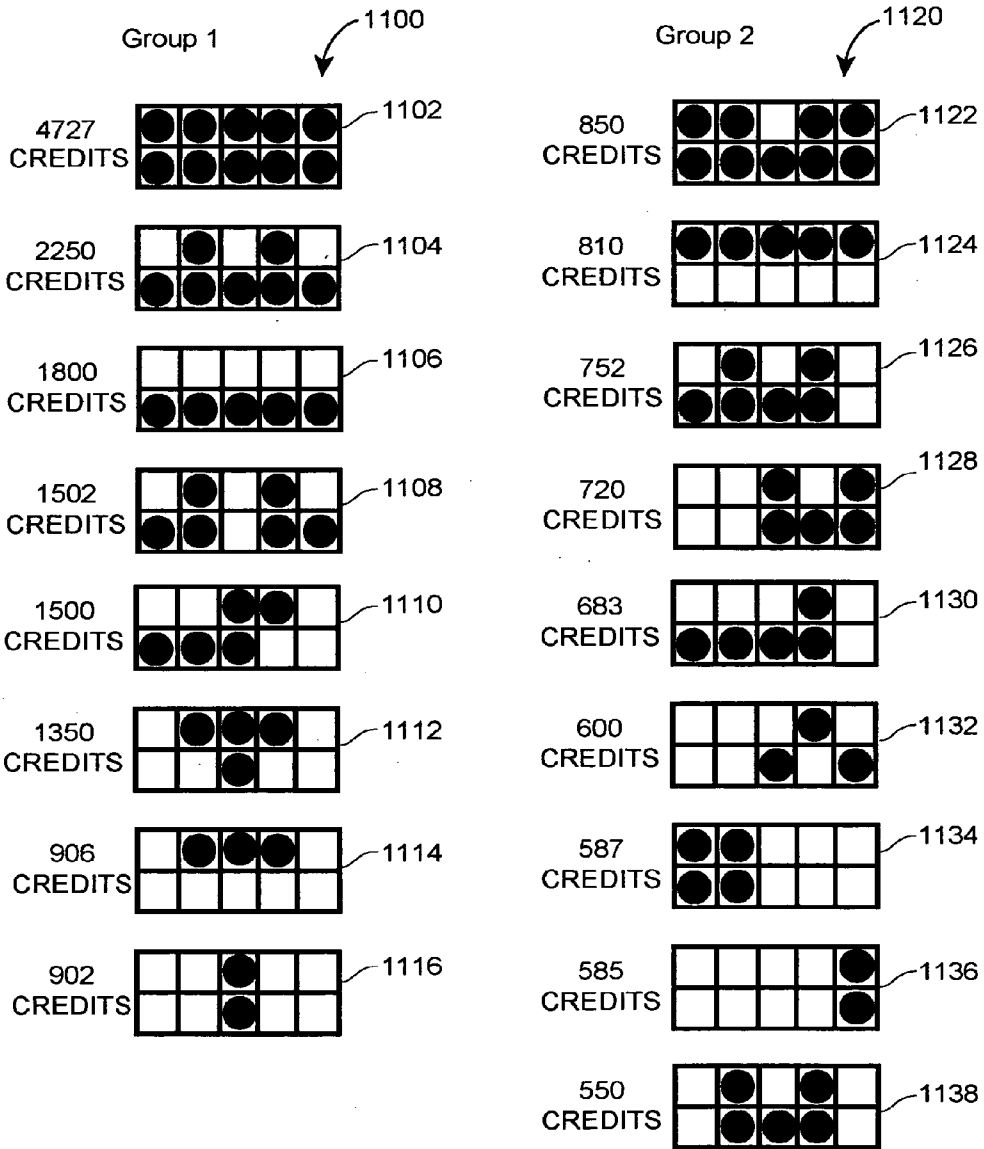 Group 1
1100
4727
CREDITS
1102
2250
CREDITS
1104
1800
CREDITS
1106
1502
CREDITS
1108
1500
CREDITS
1110
1350
CREDITS
1112
906
CREDITS
1114
902
CREDITS
1116
Group 2
1120
850
CREDITS
1122
810
CREDITS
1124
752
CREDITS
1126
720
CREDITS
1128
683
CREDITS
1130
600
CREDITS
1132
587
CREDITS
1134
585
CREDITS
1136
550
CREDITS
1138